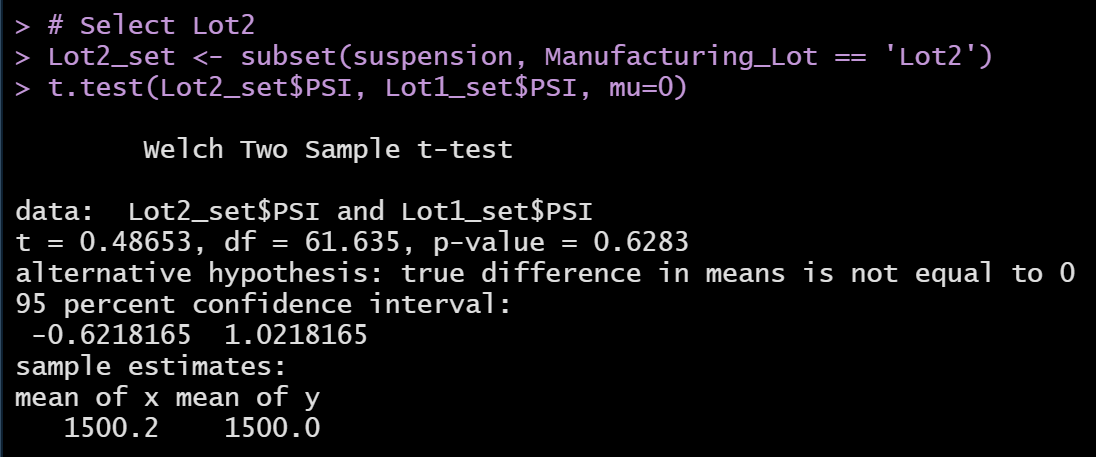 > # Select Lot2
> Lot2_set <- subset(suspension, Manufacturing_Lot == 'Lot2')
> t.test(Lot2_set$PSI, Lot1_set$PSI, mu=0)
Welch Two Sample t-test
data:  Lot2_set$PSI and Lot1_set$PSI
t = 0.48653, df = 61.635, p-value = 0.6283
alternative hypothesis: true difference in means is not equal to 0
95 percent confidence interval:
-0.6218165  1.0218165
sample estimates:
mean of x mean of y
1500.2    1500.0